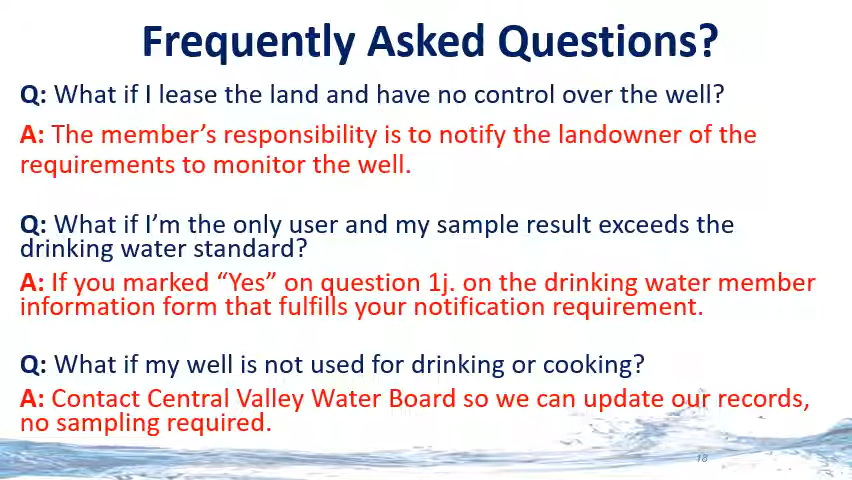 Frequently Asked Questions?
Q: What if I lease the land and have no control over the well?
A: The member’s responsibility is to notify the landowner of the
requirements to monitor the well.
Q: What if I’m the only user and my sample result exceeds the
drinking water standard?
A: If you marked “Yes” on question 1j. on the drinking water member
information form that fulfills your notification requirement.
Q: What if my well is not used for drinking or cooking?
A: Contact Central Valley Water Board so we can update our records,
no sampling required.
18